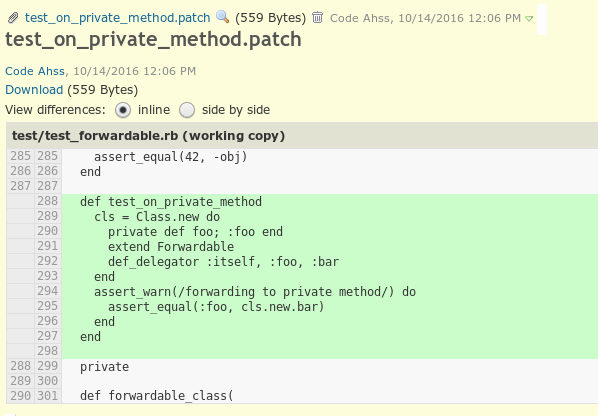 test_on_private_method.patch (559 Bytes) Code Ahss, 10/14/2016 12:06 PM
test_on_private_method.patch
Code Ahss, 10/14/2016 12:06 PM
Download (559 Bytes)
View differences: inline side by side
test/test_forwardable.rb (working copy)
285 285     assert_equal(42, -obj)
286 286   end
287 287
288   def test_on_private_method
289     cls = Class.new do
290       private def foo; :foo end
291       extend Forwardable
292       def_delegator :itself, :foo, :bar
293     end
294     assert_warn(/forwarding to private method/) do
295       assert_equal(:foo, cls.new.bar)
296     end
297   end
298
288 299   private
289 300
290 301   def forwardable_class(